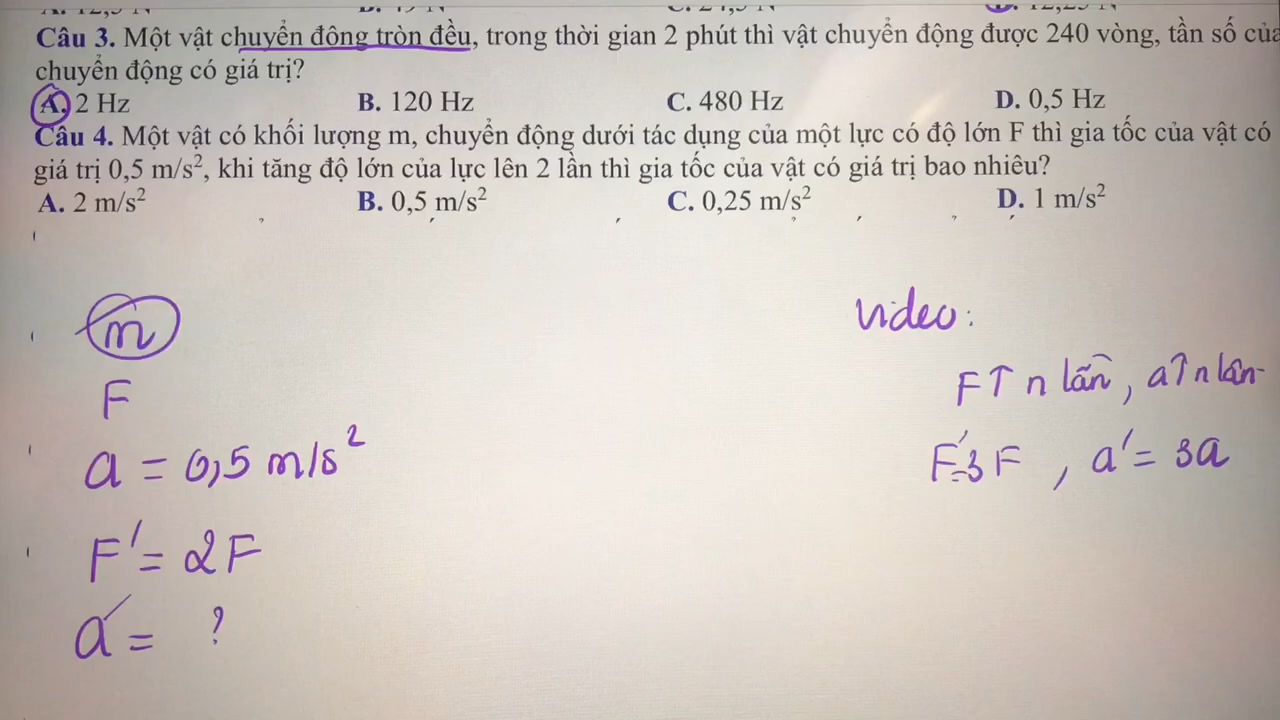 Câu 3. Một vật chuyển đông tròn đều, trong thời gian 2 phút thì vật chuyển động được 240 vòng, tần số của
chuyển động có giá trị?
A. 2 Hz B. 120 Hz C. 480 Hz D. 0,5 Hz
Câu 4. Một vật có khối lượng m, chuyển động dưới tác dụng của một lực có độ lớn F thì gia tốc của vật có
giá trị 0,5 m/s², khi tăng độ lớn của lực lên 2 lần thì gia tốc của vật có giá trị bao nhiêu?
A. 2 m/s² B. 0,5 m/s² C. 0,25 m/s² D. 1 m/s²
m
F
a = 0,5 m/s²
F' = 2F
a' = ?
Video:
F↑ n lần, a↑ n lần
F'=3F, a' = 3a